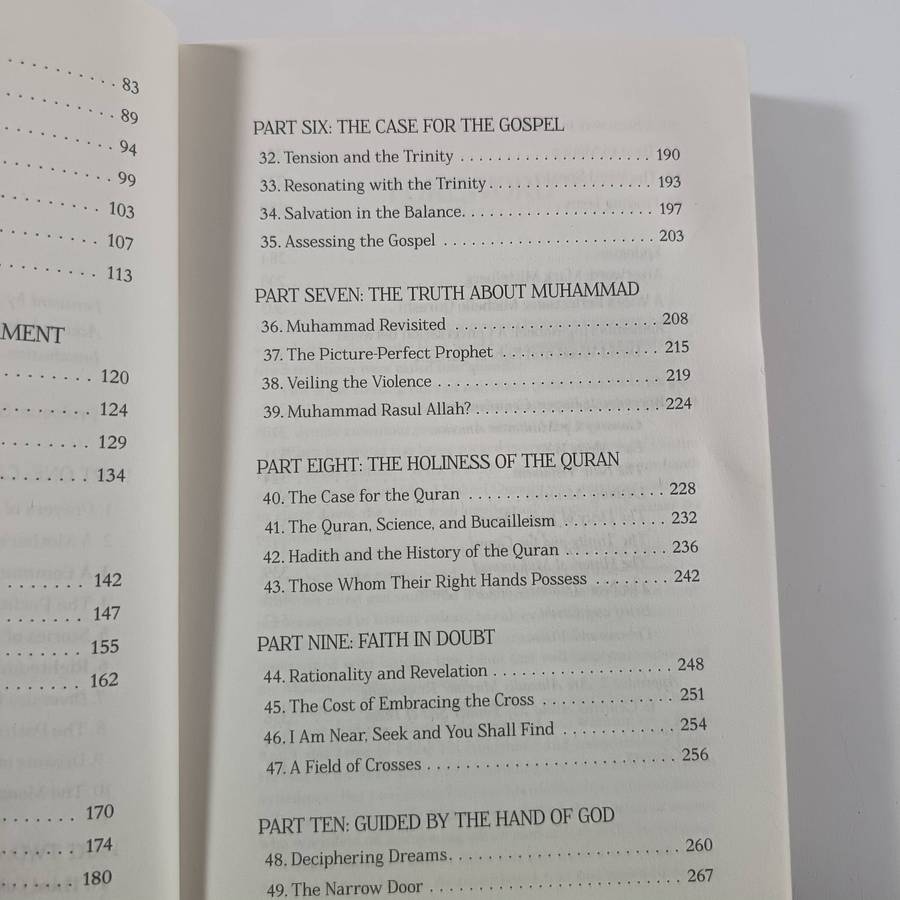 83
89
94
99
103
107
113
MENT
120
124
129
134
142
147
155
162
170
174
180
PART SIX: THE CASE FOR THE GOSPEL
32. Tension and the Trinity . . . . . . . . . . . . . . . . . . . . . 190
33. Resonating with the Trinity . . . . . . . . . . . . . . . . . . 193
34. Salvation in the Balance. . . . . . . . . . . . . . . . . . . . . 197
35. Assessing the Gospel . . . . . . . . . . . . . . . . . . . . . . . 203
PART SEVEN: THE TRUTH ABOUT MUHAMMAD
36. Muhammad Revisited . . . . . . . . . . . . . . . . . . . . . . 208
37. The Picture-Perfect Prophet . . . . . . . . . . . . . . . . . 215
38. Veiling the Violence . . . . . . . . . . . . . . . . . . . . . . . . 219
39. Muhammad Rasul Allah? . . . . . . . . . . . . . . . . . . . . 224
PART EIGHT: THE HOLINESS OF THE QURAN
40. The Case for the Quran . . . . . . . . . . . . . . . . . . . . . 228
41. The Quran, Science, and Bucailleism . . . . . . . . . . . 232
42. Hadith and the History of the Quran . . . . . . . . . . . 236
43. Those Whom Their Right Hands Possess . . . . . . . . 242
PART NINE: FAITH IN DOUBT
44. Rationality and Revelation . . . . . . . . . . . . . . . . . . . 248
45. The Cost of Embracing the Cross . . . . . . . . . . . . . . 251
46. I Am Near, Seek and You Shall Find . . . . . . . . . . . . 254
47. A Field of Crosses . . . . . . . . . . . . . . . . . . . . . . . . . . 256
PART TEN: GUIDED BY THE HAND OF GOD
48. Deciphering Dreams. . . . . . . . . . . . . . . . . . . . . . . . 260
49. The Narrow Door . . . . . . . . . . . . . . . . . . . . . . . . . . 267